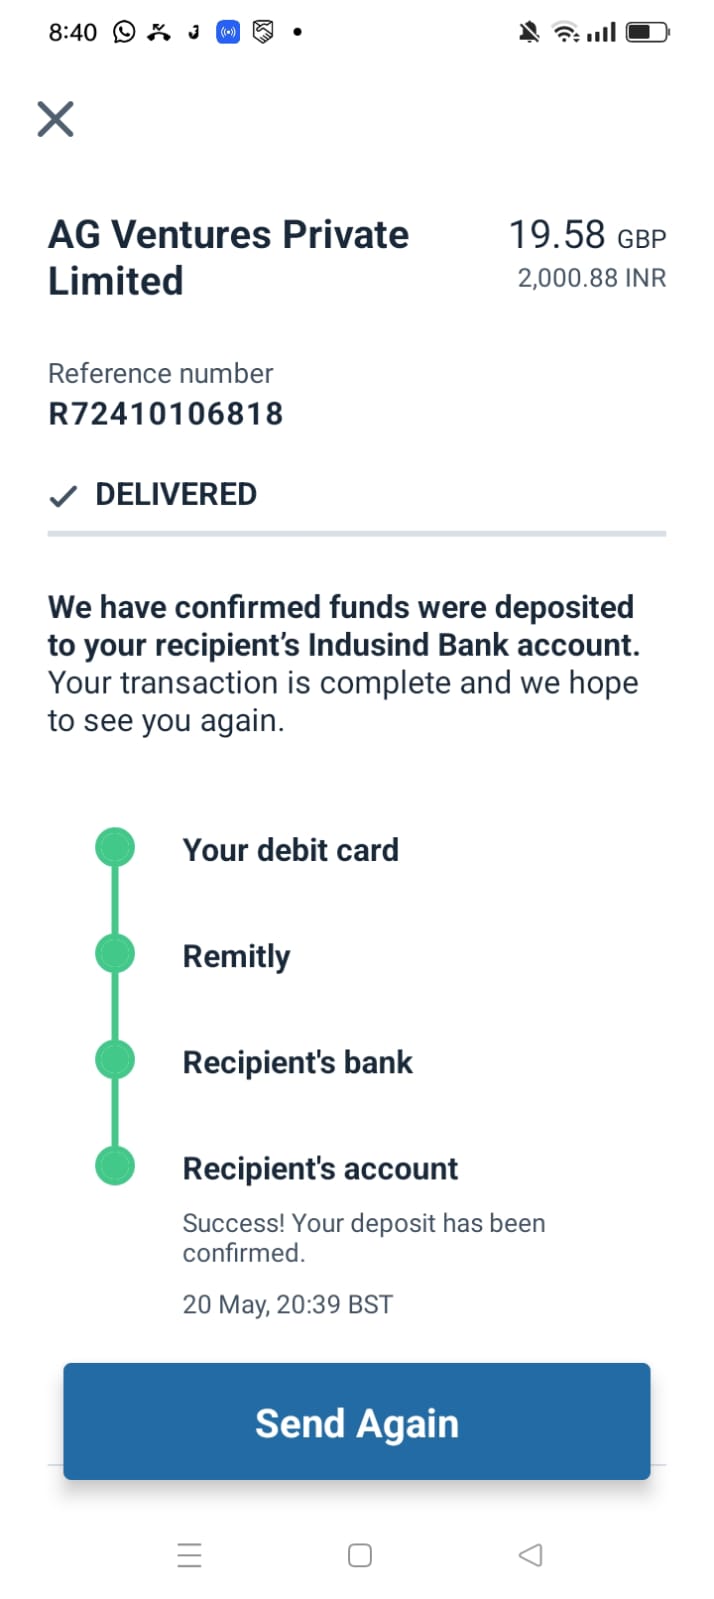 8:40
AG Ventures Private
Limited
19.58 GBP
2,000.88 INR
Reference number
R72410106818
DELIVERED
We have confirmed funds were deposited
to your recipient's Indusind Bank account.
Your transaction is complete and we hope
to see you again.
Your debit card
Remitly
Recipient's bank
Recipient's account
Success! Your deposit has been
confirmed.
20 May, 20:39 BST
Send Again